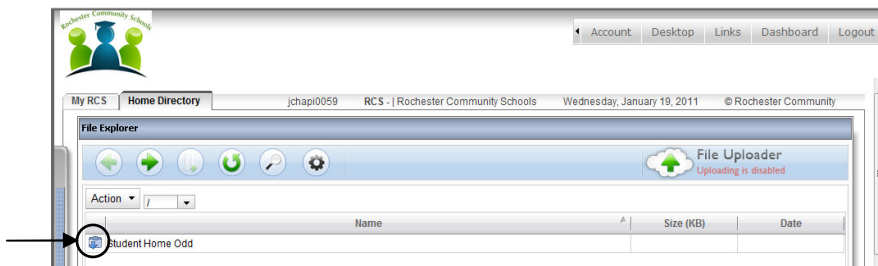 Rochester Community Schools
Account Desktop Links Dashboard Logout
My RCS Home Directory jchapi0059 RCS - | Rochester Community Schools Wednesday, January 19, 2011 © Rochester Community
File Explorer
File Uploader
Uploading is disabled
Action /
Name Size (KB) Date
Student Home Odd